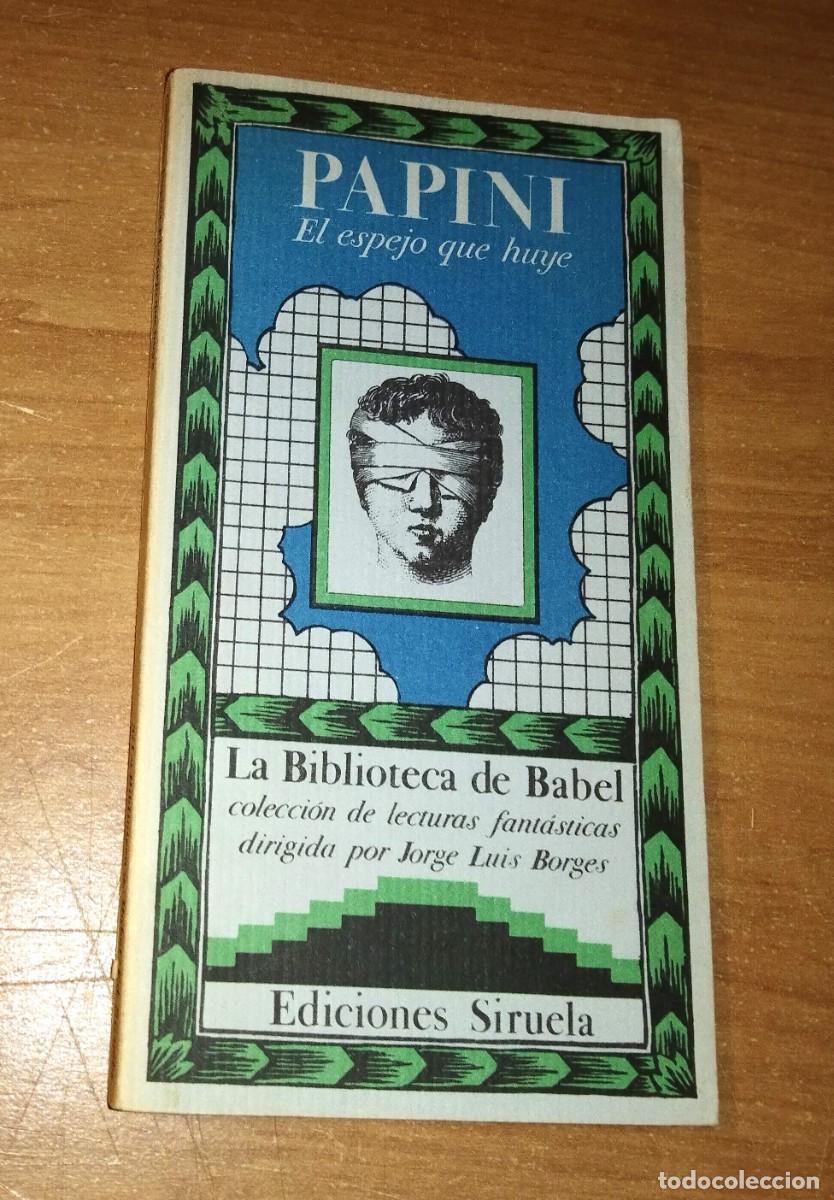 PAPINI
El espejo que huye
La Biblioteca de Babel
colección de lecturas fantásticas
dirigida por Jorge Luis Borges
Ediciones Siruela
todocoleccion